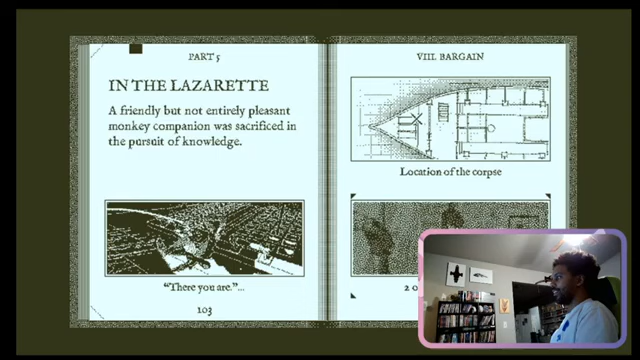 PART 5
IN THE LAZARETTE
A friendly but not entirely pleasant
monkey companion was sacrificed in
the pursuit of knowledge.
"There you are."...
103
VIII. BARGAIN
Location of the corpse
2 o